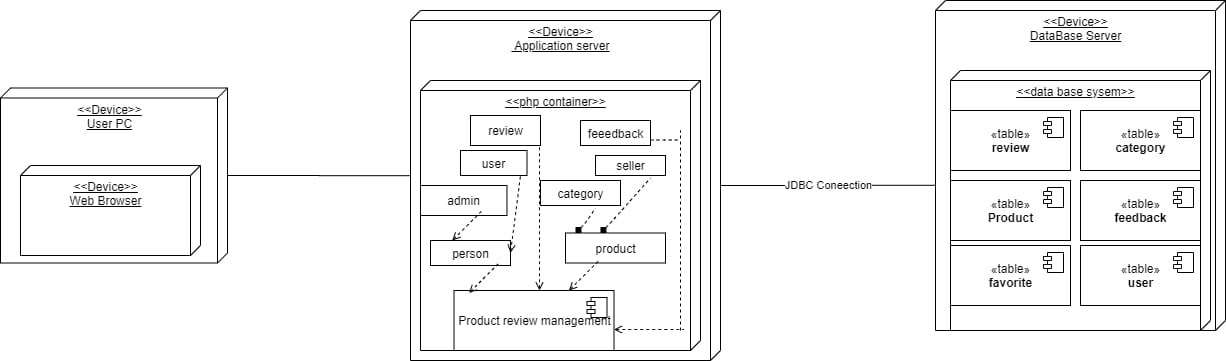 <<Device>>
User PC
<<Device>>
Web Browser
<<Device>>
Application server
<<php container>>
review
feeedback
user
seller
admin
category
person
product
Product review management
JDBC Conection
<<Device>>
DataBase Server
<<data base sysem>>
«table»
review
«table»
category
«table»
Product
«table»
feedback
«table»
favorite
«table»
user